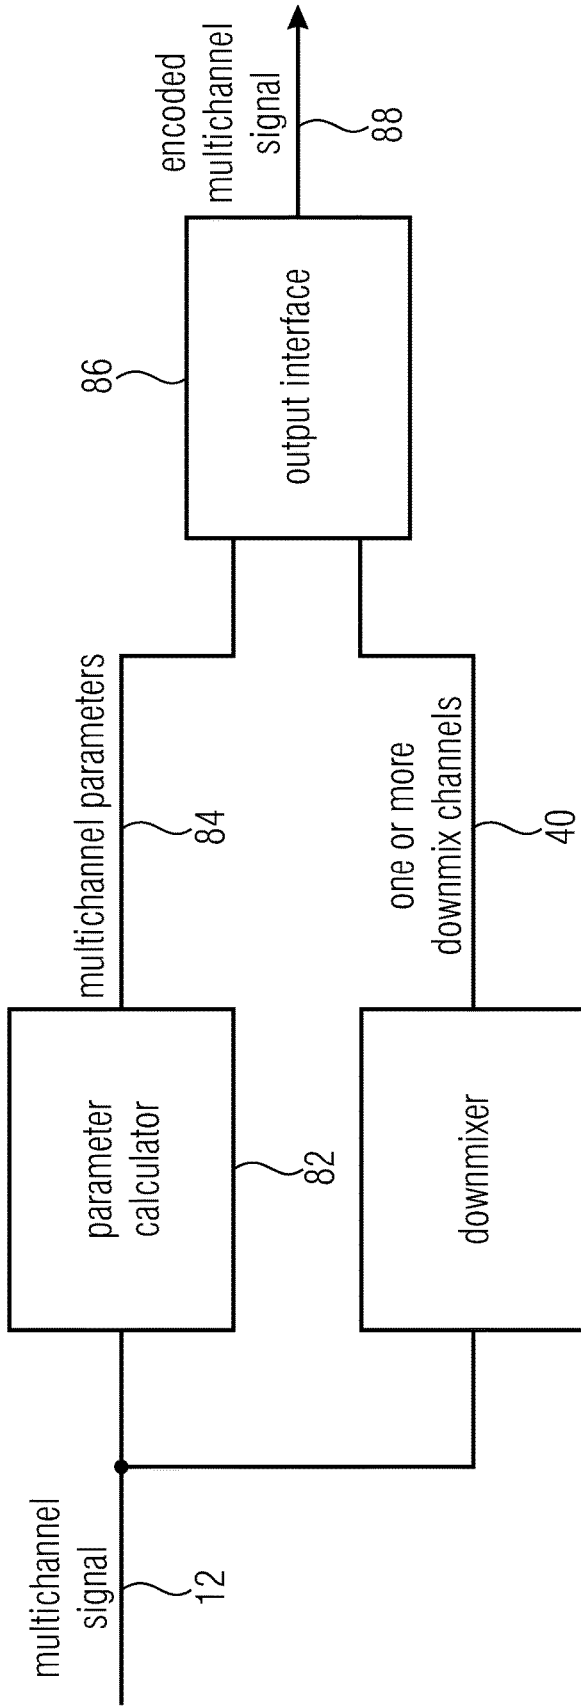 multichannel
signal
12
parameter
calculator
82
multichannel parameters
84
downmixer
one or more
downmix channels
40
output interface
86
encoded
multichannel
signal
88